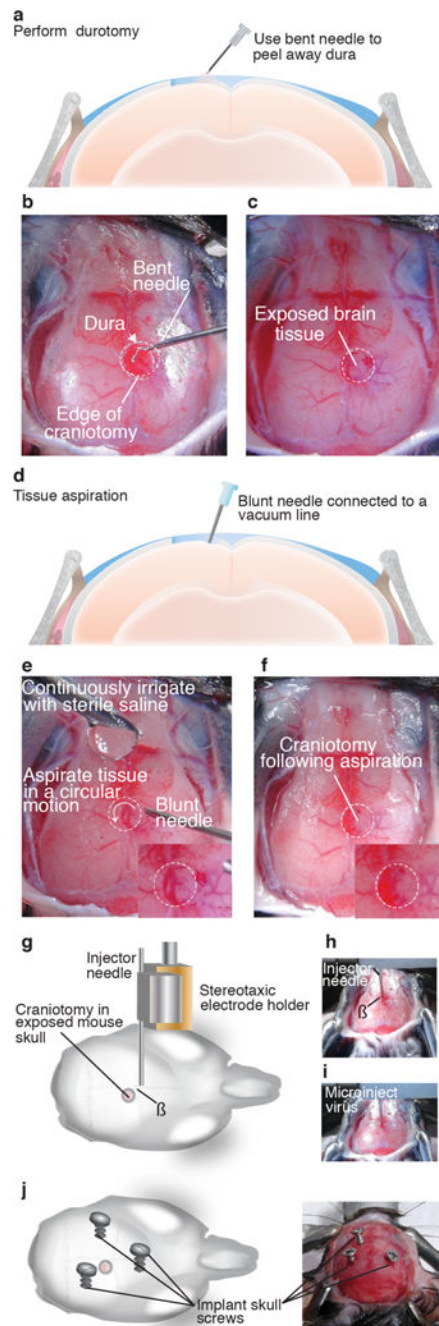 a
Perform durotomy
Use bent needle to
peel away dura
b
c
Bent
needle
Dura
Edge of
craniotomy
Exposed brain
tissue
d
Tissue aspiration
Blunt needle connected to a
vacuum line
e
f
Continuously irrigate
with sterile saline
Aspirate tissue
in a circular
motion
Blunt
needle
Craniotomy
following aspiration
g
h
Injector
needle
Stereotaxic
electrode holder
Craniotomy in
exposed mouse
skull
ß
Injector
needle
ß
i
Microinject
virus
j
Implant skull
screws